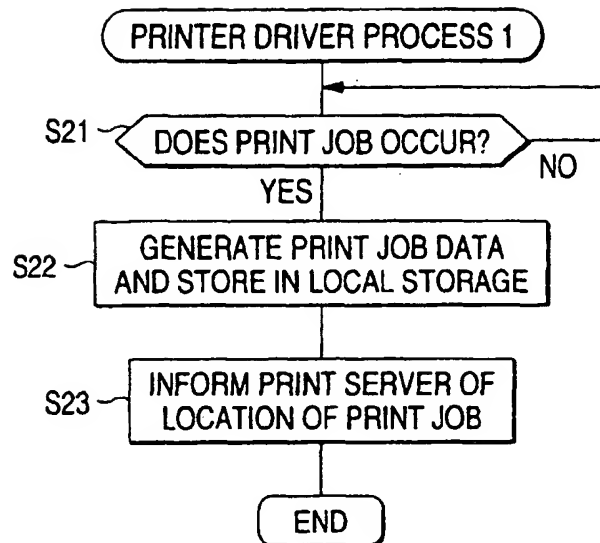 PRINTER DRIVER PROCESS 1
S21
DOES PRINT JOB OCCUR?
NO
YES
S22
GENERATE PRINT JOB DATA
AND STORE IN LOCAL STORAGE
S23
INFORM PRINT SERVER OF
LOCATION OF PRINT JOB
END